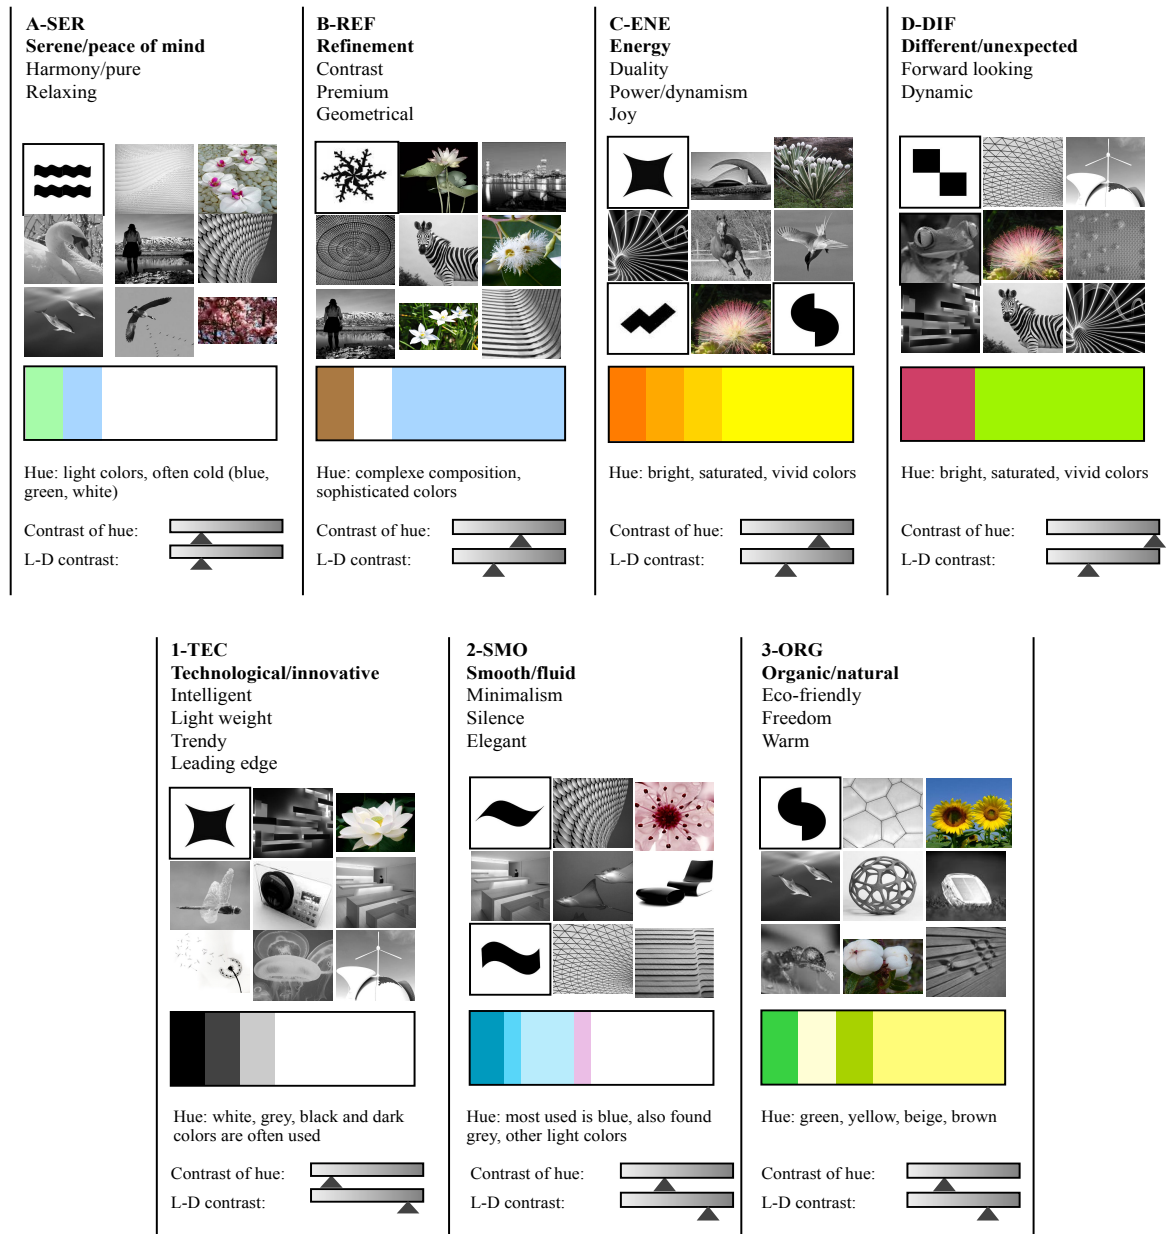 A-SER
Serene/peace of mind
Harmony/pure
Relaxing
Hue: light colors, often cold (blue,
green, white)
Contrast of hue:
L-D contrast:
B-REF
Refinement
Contrast
Premium
Geometrical
Hue: complexe composition,
sophisticated colors
Contrast of hue:
L-D contrast:
C-ENE
Energy
Duality
Power/dynamism
Joy
Hue: bright, saturated, vivid colors
Contrast of hue:
L-D contrast:
D-DIF
Different/unexpected
Forward looking
Dynamic
Hue: bright, saturated, vivid colors
Contrast of hue:
L-D contrast:
1-TEC
Technological/innovative
Intelligent
Light weight
Trendy
Leading edge
Hue: white, grey, black and dark
colors are often used
Contrast of hue:
L-D contrast:
2-SMO
Smooth/fluid
Minimalism
Silence
Elegant
Hue: most used is blue, also found
grey, other light colors
Contrast of hue:
L-D contrast:
3-ORG
Organic/natural
Eco-friendly
Freedom
Warm
Hue: green, yellow, beige, brown
Contrast of hue:
L-D contrast: